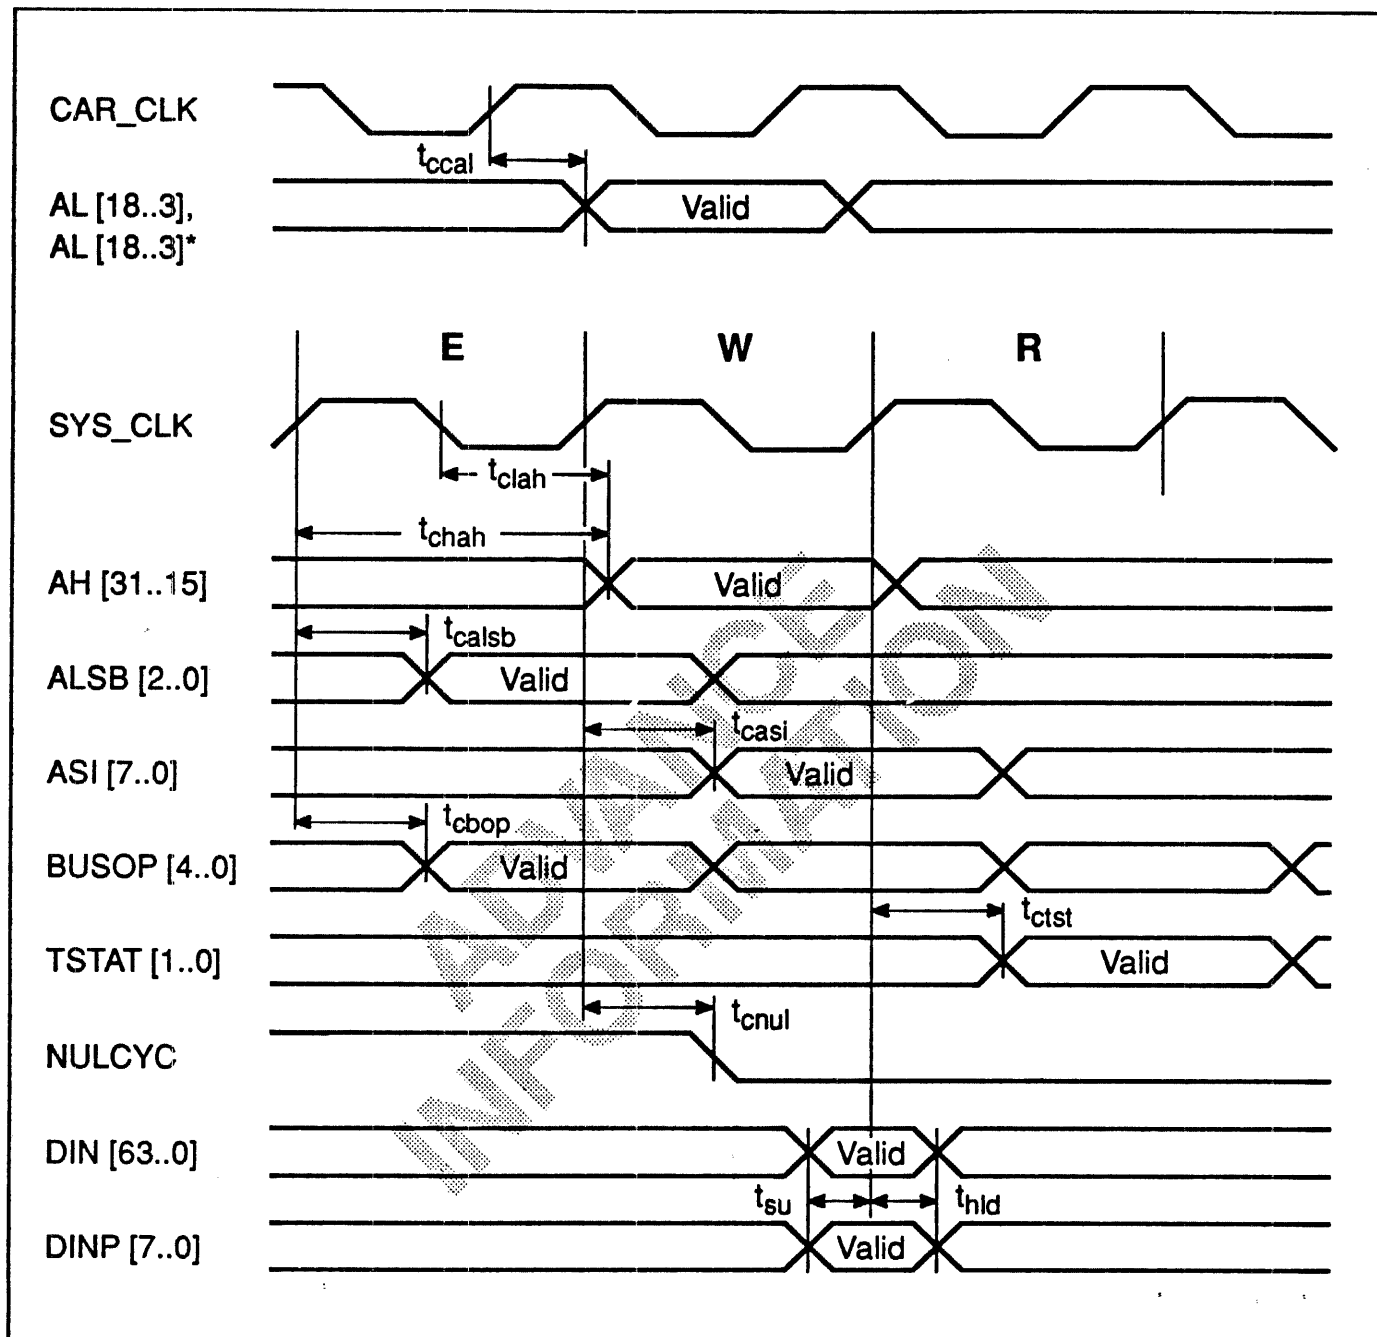 CAR_CLK
tccal
AL [18..3],
Valid
AL [18..3]*
E W R
SYS_CLK
tclah
tchah
AH [31..15]
Valid
tcalsb
ALSB [2..0]
Valid
tcasi
ASI [7..0]
Valid
tcbop
BUSOP [4..0]
Valid
tctst
TSTAT [1..0]
Valid
tcnul
NULCYC
DIN [63..0]
Valid
tsu
thld
DINP [7..0]
Valid
ADVANCE
INFORMATION